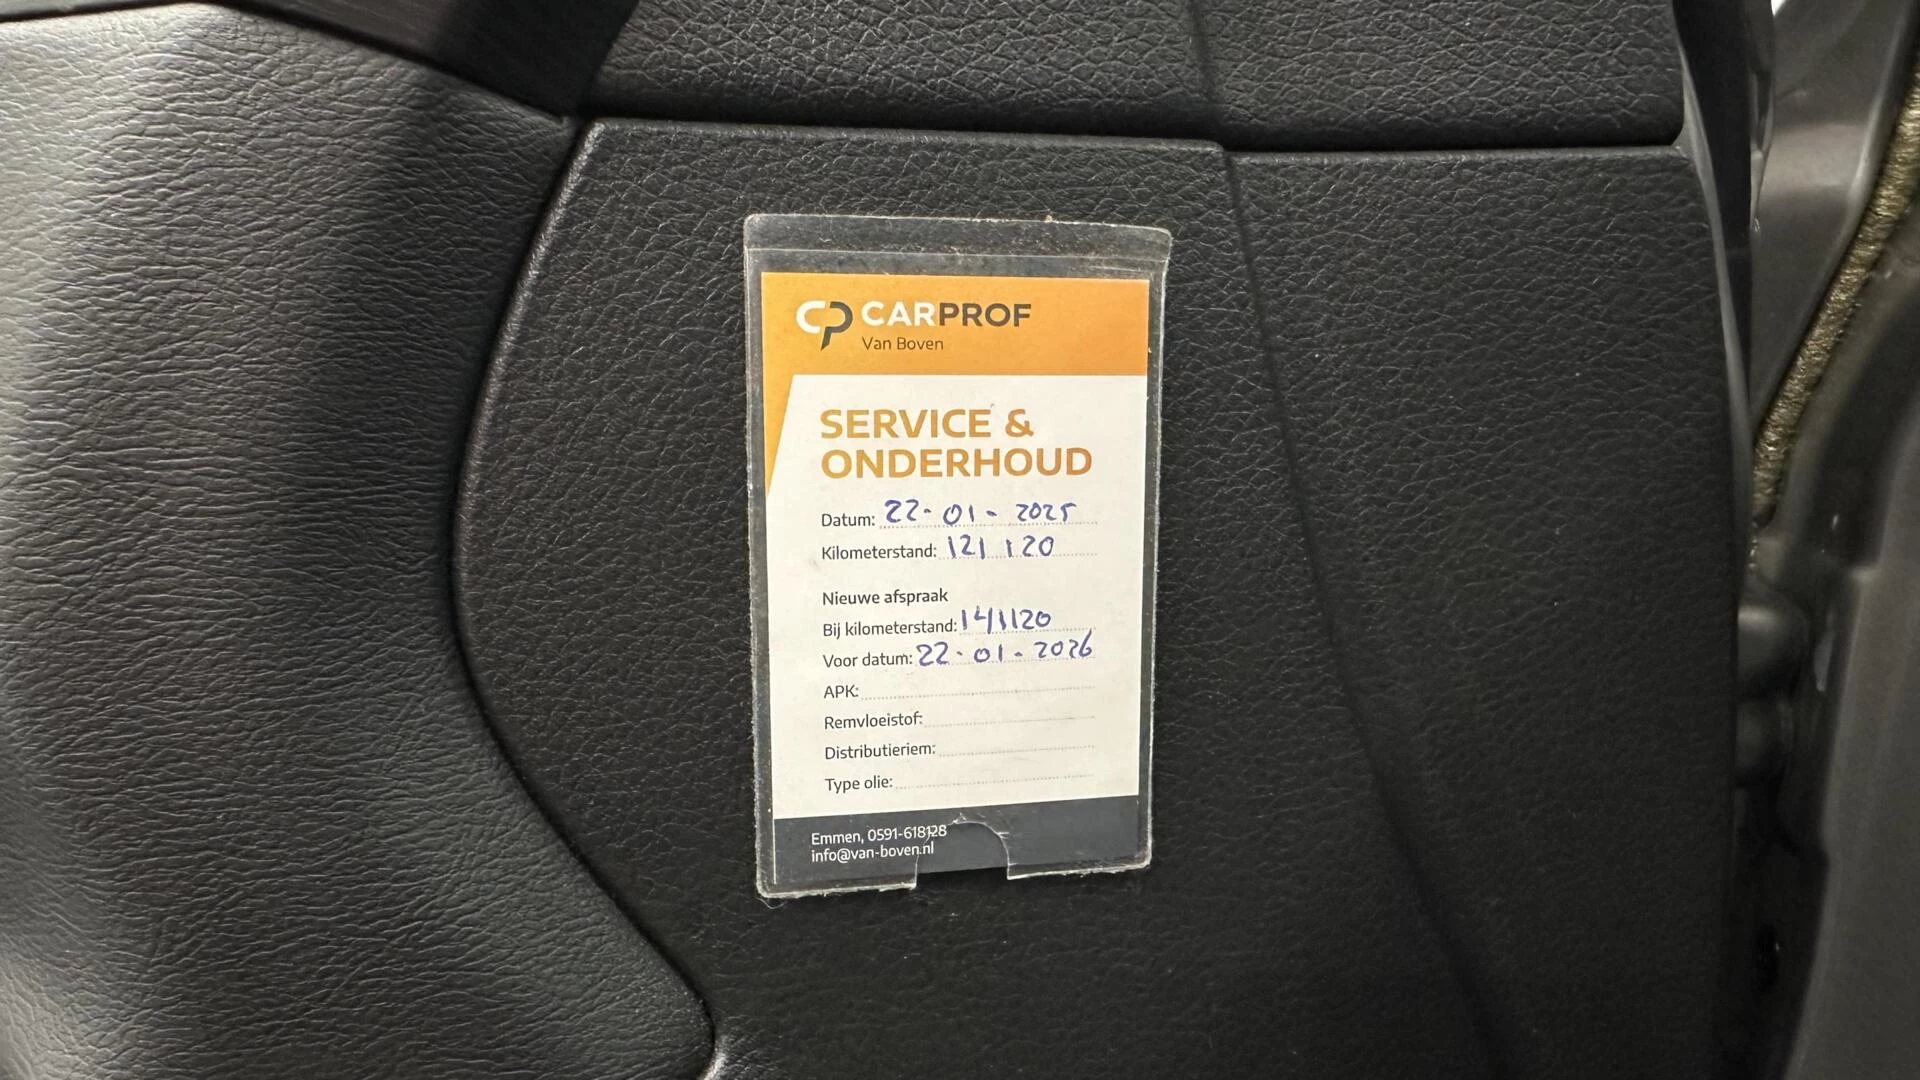 CP CARPROF
Van Boven
SERVICE &
ONDERHOUD
Datum: 22-01-2025
Kilometerstand: 121 120
Nieuwe afspraak
Bij kilometerstand: 141120
Voor datum: 22-01-2026
APK:
Remvloeistof:
Distributieriem:
Type olie:
Emmen, 0591-618128
info@van-boven.nl